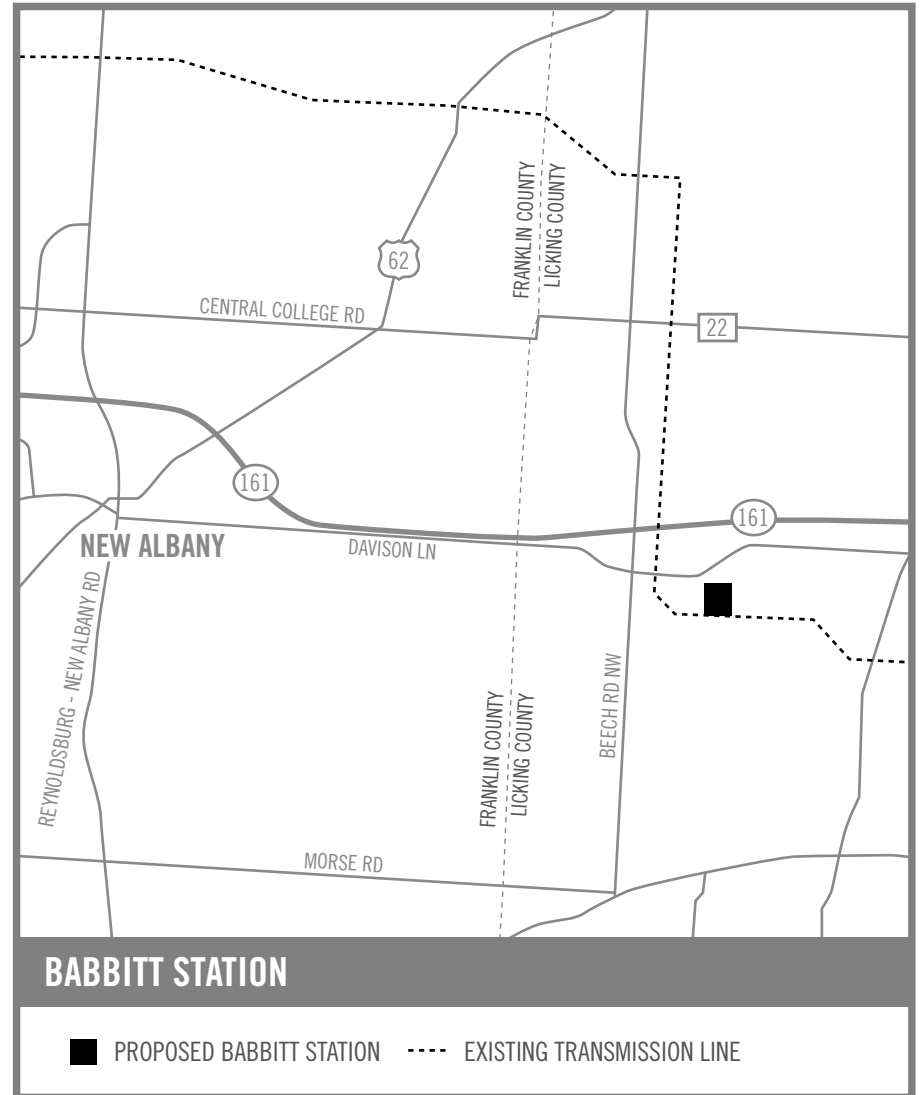 FRANKLIN COUNTY
LICKING COUNTY
62
CENTRAL COLLEGE RD
22
161
161
NEW ALBANY
DAVISON LN
REYNOLDSBURG - NEW ALBANY RD
BEECH RD NW
FRANKLIN COUNTY
LICKING COUNTY
MORSE RD
BABBITT STATION
PROPOSED BABBITT STATION
EXISTING TRANSMISSION LINE